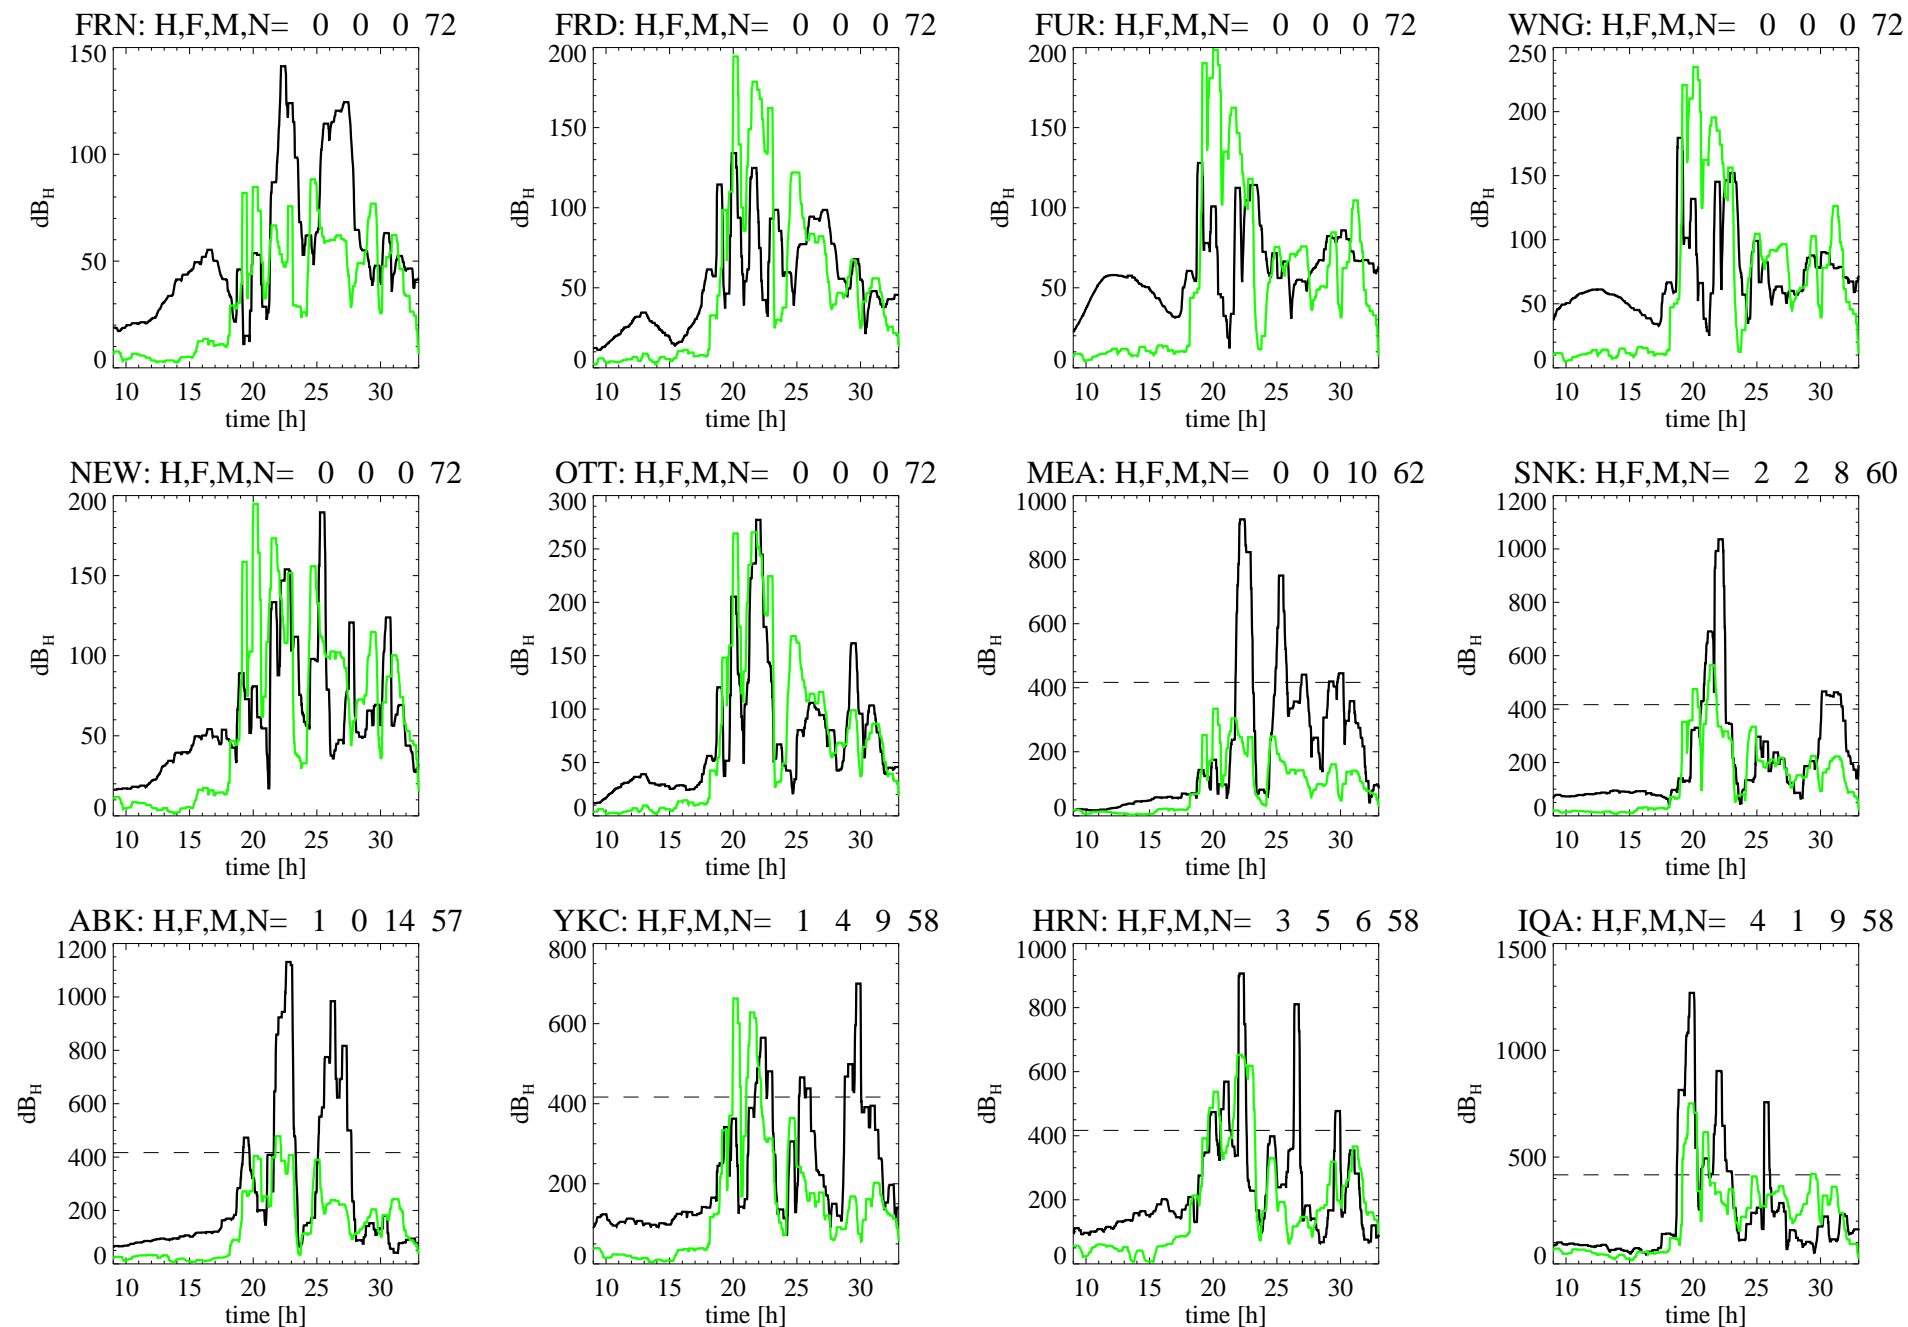 FRN: H,F,M,N= 0 0 0 72
150
100
50
0
dB_H
10 15 20 25 30
time [h]
FRD: H,F,M,N= 0 0 0 72
200
150
100
50
0
dB_H
10 15 20 25 30
time [h]
FUR: H,F,M,N= 0 0 0 72
200
150
100
50
0
dB_H
10 15 20 25 30
time [h]
WNG: H,F,M,N= 0 0 0 72
250
200
150
100
50
0
dB_H
10 15 20 25 30
time [h]
NEW: H,F,M,N= 0 0 0 72
200
150
100
50
0
dB_H
10 15 20 25 30
time [h]
OTT: H,F,M,N= 0 0 0 72
300
250
200
150
100
50
0
dB_H
10 15 20 25 30
time [h]
MEA: H,F,M,N= 0 0 10 62
1000
800
600
400
200
0
dB_H
10 15 20 25 30
time [h]
SNK: H,F,M,N= 2 2 8 60
1200
1000
800
600
400
200
0
dB_H
10 15 20 25 30
time [h]
ABK: H,F,M,N= 1 0 14 57
1200
1000
800
600
400
200
0
dB_H
10 15 20 25 30
time [h]
YKC: H,F,M,N= 1 4 9 58
800
600
400
200
0
dB_H
10 15 20 25 30
time [h]
HRN: H,F,M,N= 3 5 6 58
1000
800
600
400
200
0
dB_H
10 15 20 25 30
time [h]
IQA: H,F,M,N= 4 1 9 58
1500
1000
500
0
dB_H
10 15 20 25 30
time [h]